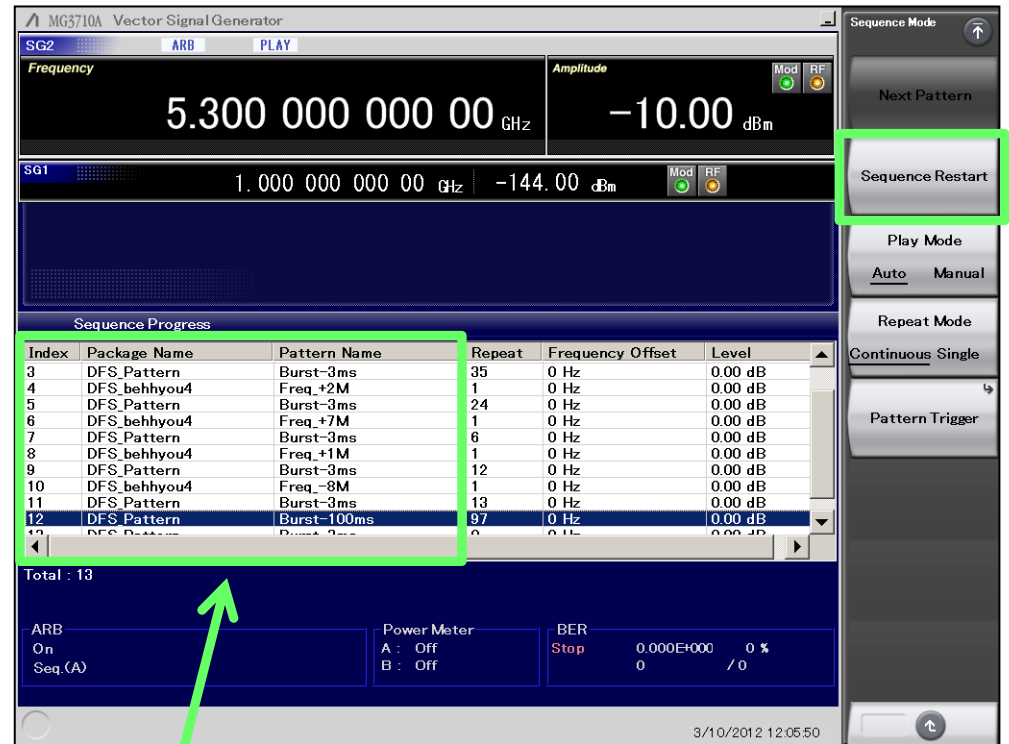 MG3710A Vector Signal Generator
SG2 ARB PLAY
Frequency
5.300 000 000 00 GHz
Amplitude
Mod RF
-10.00 dBm
SG1 1. 000 000 000 00 GHz -144. 00 dBm Mod RF
Sequence Progress
Index Package Name Pattern Name Repeat Frequency Offset Level
3 DFS_Pattern Burst-3ms 35 0 Hz 0.00 dB
4 DFS_behhyou4 Freq_+2M 1 0 Hz 0.00 dB
5 DFS_Pattern Burst-3ms 24 0 Hz 0.00 dB
6 DFS_behhyou4 Freq_+7M 1 0 Hz 0.00 dB
7 DFS_Pattern Burst-3ms 6 0 Hz 0.00 dB
8 DFS_behhyou4 Freq_+1M 1 0 Hz 0.00 dB
9 DFS_Pattern Burst-3ms 12 0 Hz 0.00 dB
10 DFS_behhyou4 Freq_-8M 1 0 Hz 0.00 dB
11 DFS_Pattern Burst-3ms 13 0 Hz 0.00 dB
12 DFS_Pattern Burst-100ms 97 0 Hz 0.00 dB
Total : 13
ARB
On
Seq.(A)
Power Meter
A : Off
B : Off
BER
Stop 0.000E+000 0 %
0 / 0
3/10/2012 12:05:50
Sequence Mode
Next Pattern
Sequence Restart
Play Mode
Auto Manual
Repeat Mode
Continuous Single
Pattern Trigger